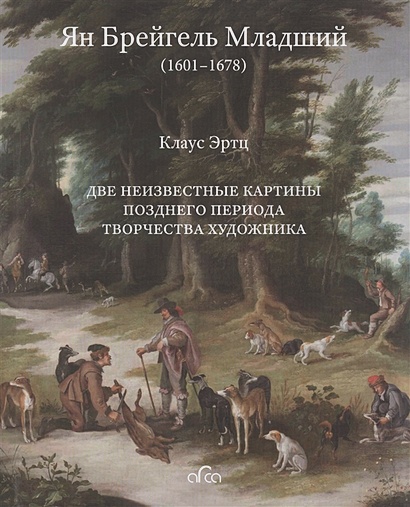 Ян Брейгель Младший
(1601–1678)
Клаус Эртц
ДВЕ НЕИЗВЕСТНЫЕ КАРТИНЫ
ПОЗДНЕГО ПЕРИОДА
ТВОРЧЕСТВА ХУДОЖНИКА
arca